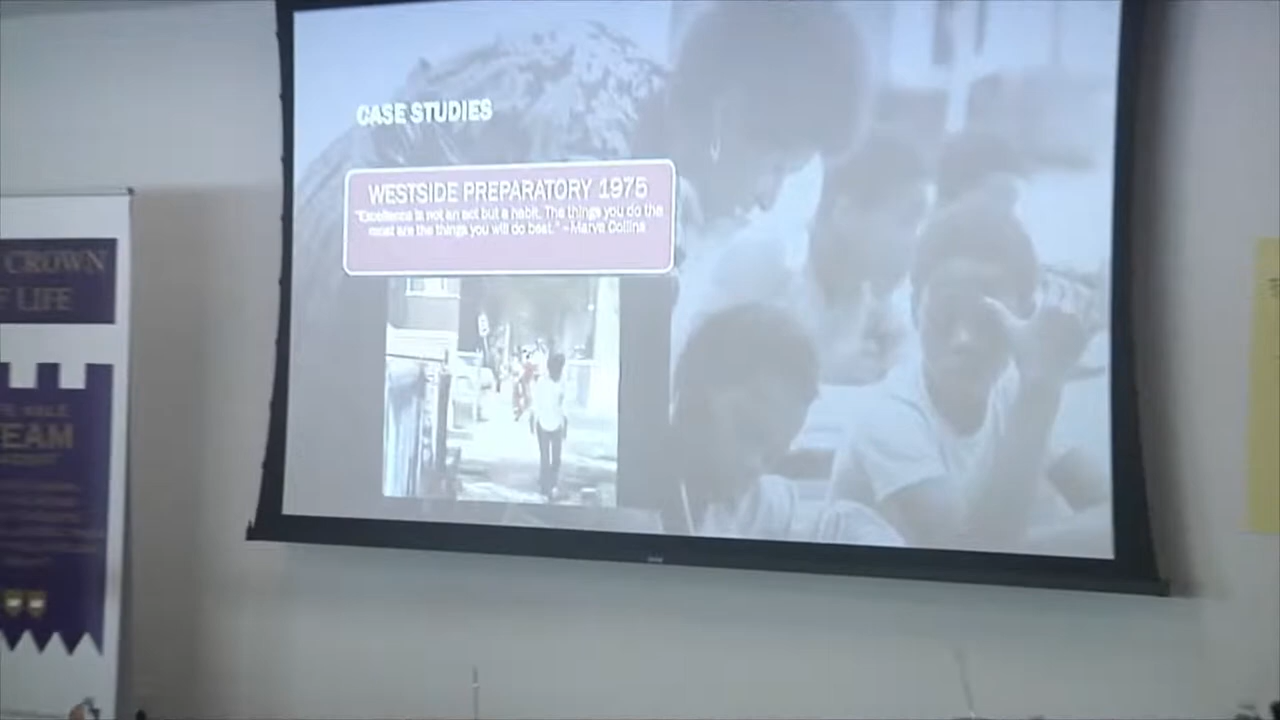 CASE STUDIES
WESTSIDE PREPARATORY 1975
"Excellence is not an act but a habit. The things you do the
most are the things you will do best." – Marva Collins
CROWN
F LIFE
EAM